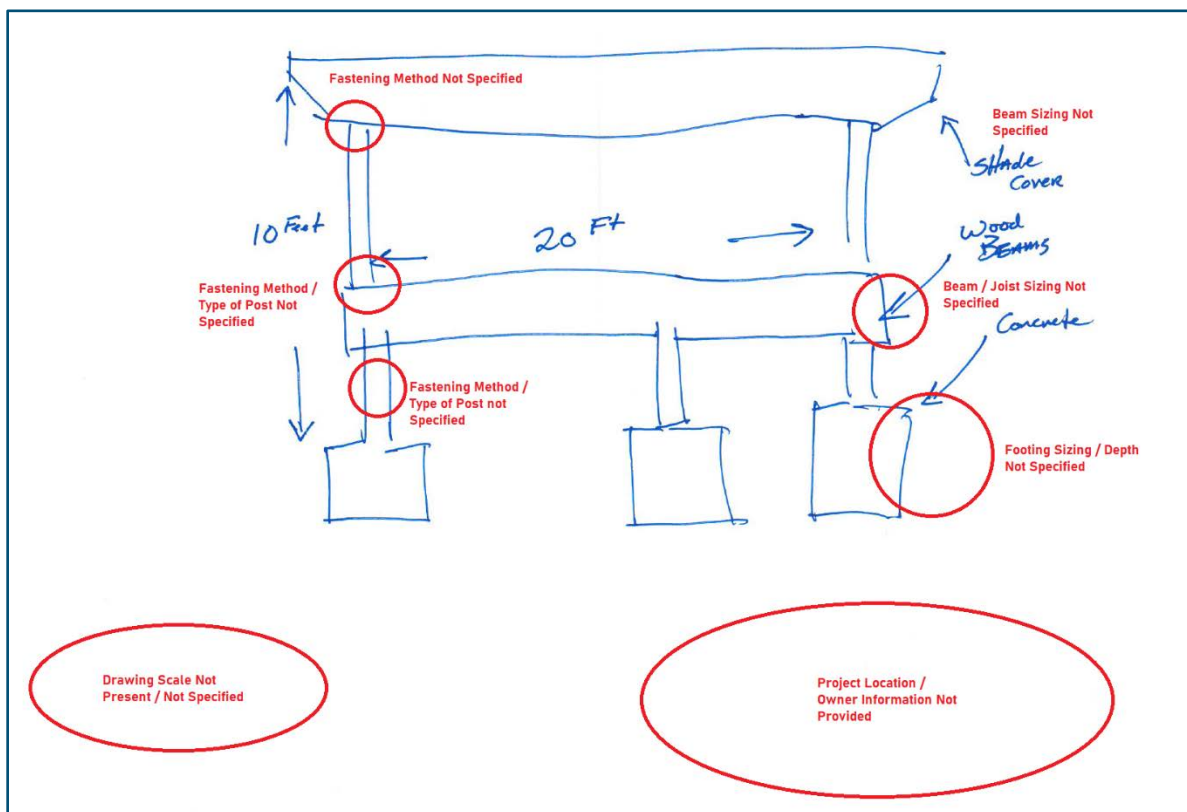 Fastening Method Not Specified
Beam Sizing Not
Specified
SHade
Cover
10 Feet
20 Ft
Wood
BEAMS
Fastening Method /
Type of Post Not
Specified
Beam / Joist Sizing Not
Specified
Concrete
Fastening Method /
Type of Post not
Specified
Footing Sizing / Depth
Not Specified
Drawing Scale Not
Present / Not Specified
Project Location /
Owner Information Not
Provided